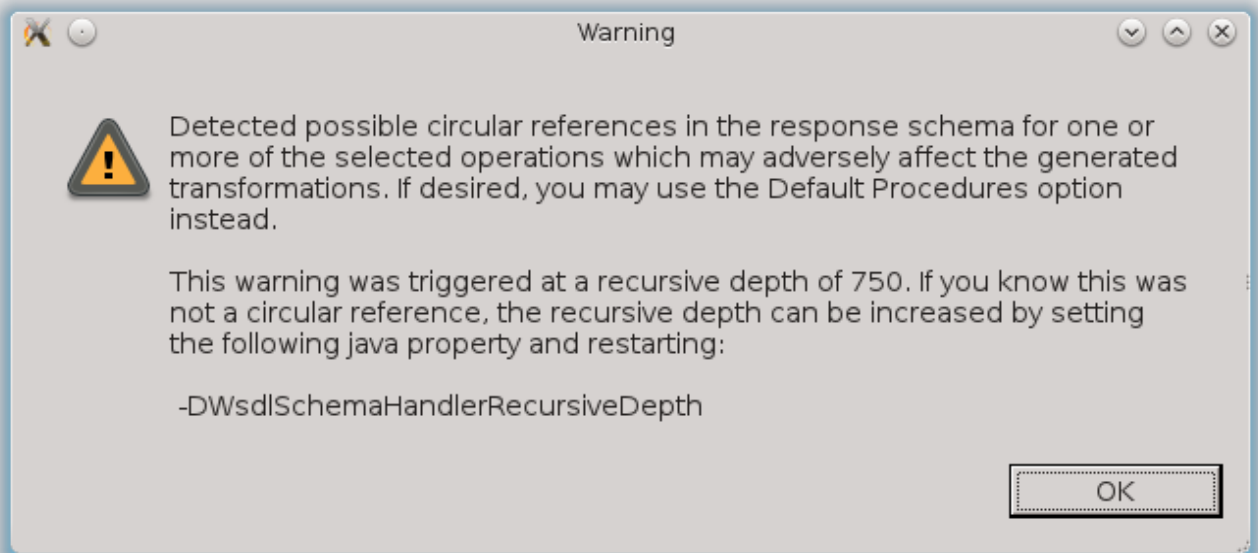 Warning
Detected possible circular references in the response schema for one or
more of the selected operations which may adversely affect the generated
transformations. If desired, you may use the Default Procedures option
instead.
This warning was triggered at a recursive depth of 750. If you know this was
not a circular reference, the recursive depth can be increased by setting
the following java property and restarting:
-DWsdlSchemaHandlerRecursiveDepth
OK